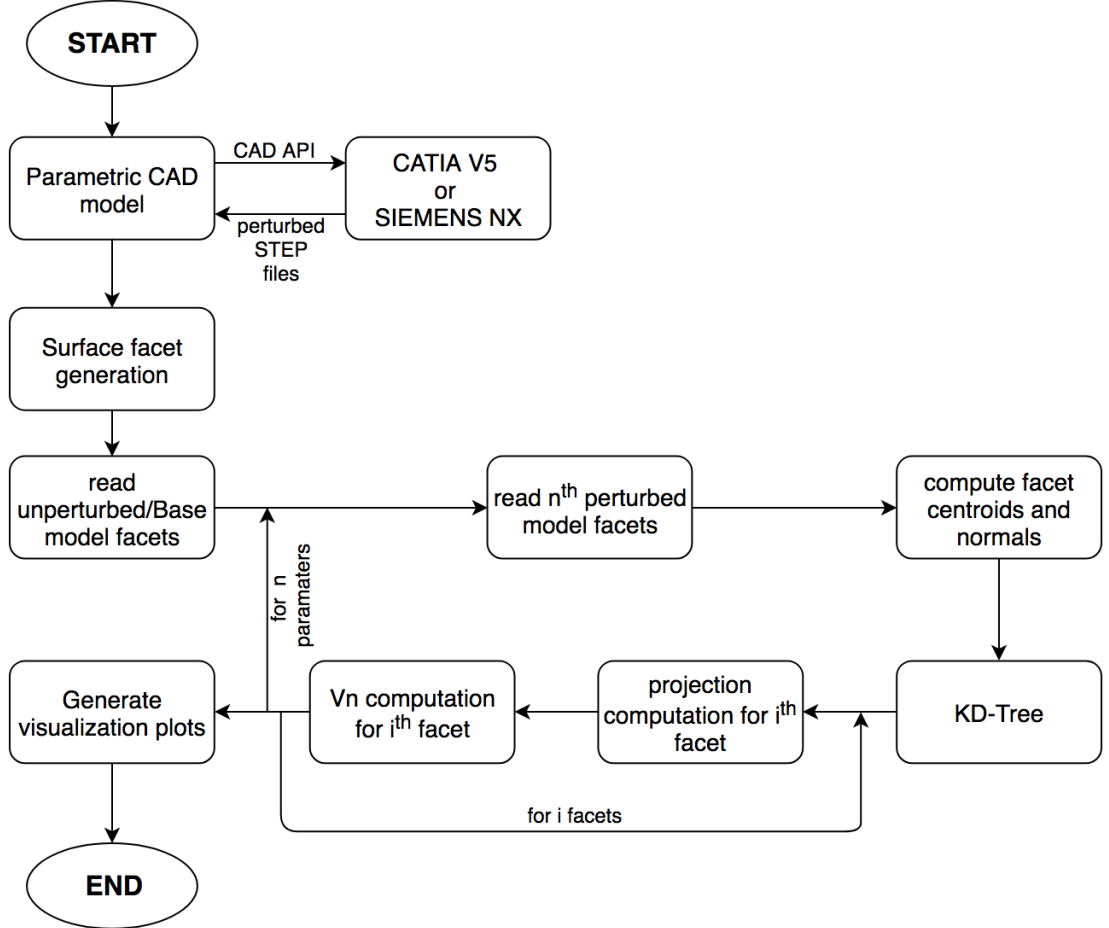 START
Parametric CAD
model
CAD API
CATIA V5
or
SIEMENS NX
perturbed
STEP
files
Surface facet
generation
read
unperturbed/Base
model facets
read nth perturbed
model facets
compute facet
centroids and
normals
for n
paramaters
Generate
visualization plots
Vn computation
for ith facet
projection
computation for ith
facet
KD-Tree
for i facets
END